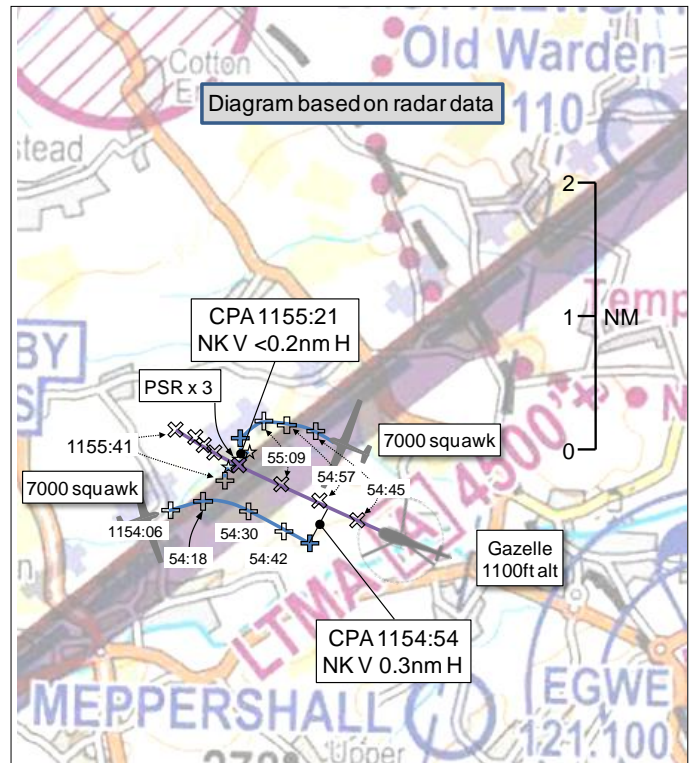 Old Warden
Cotton
Diagram based on radar data
110
stead
2
CPA 1155:21
NK V <0.2nm H
1
NM
BY
S
PSR x 3
1155:41
7000 squawk
0
55:09
4500'
N
7000 squawk
54:57
54:45
1154:06
54:30
54:18
54:42
A
Gazelle
1100ft alt
LTMA
CPA 1154:54
NK V 0.3nm H
MEPPERSHALL
EGWE
121.100
Upper